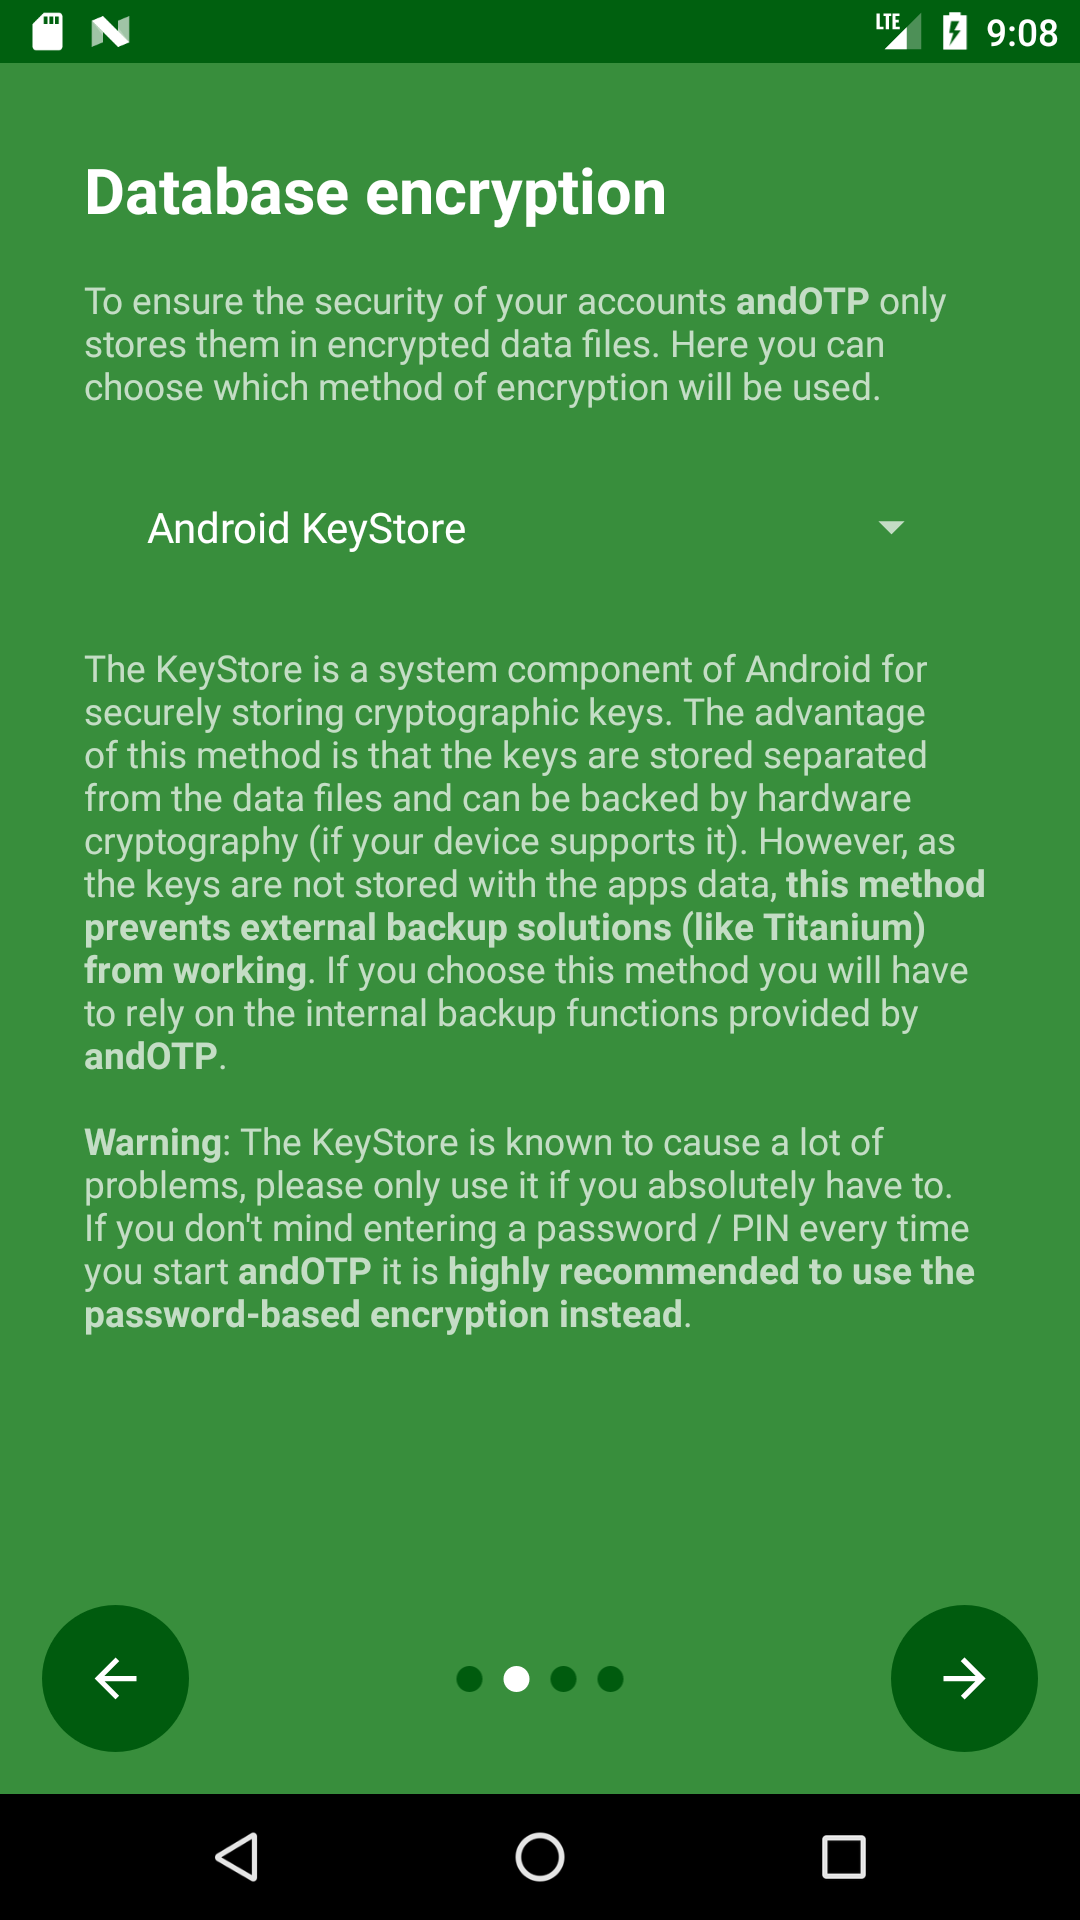 LTE 9:08
Database encryption
To ensure the security of your accounts andOTP only
stores them in encrypted data files. Here you can
choose which method of encryption will be used.
Android KeyStore
The KeyStore is a system component of Android for
securely storing cryptographic keys. The advantage
of this method is that the keys are stored separated
from the data files and can be backed by hardware
cryptography (if your device supports it). However, as
the keys are not stored with the apps data, this method
prevents external backup solutions (like Titanium)
from working. If you choose this method you will have
to rely on the internal backup functions provided by
andOTP.
Warning: The KeyStore is known to cause a lot of
problems, please only use it if you absolutely have to.
If you don't mind entering a password / PIN every time
you start andOTP it is highly recommended to use the
password-based encryption instead.